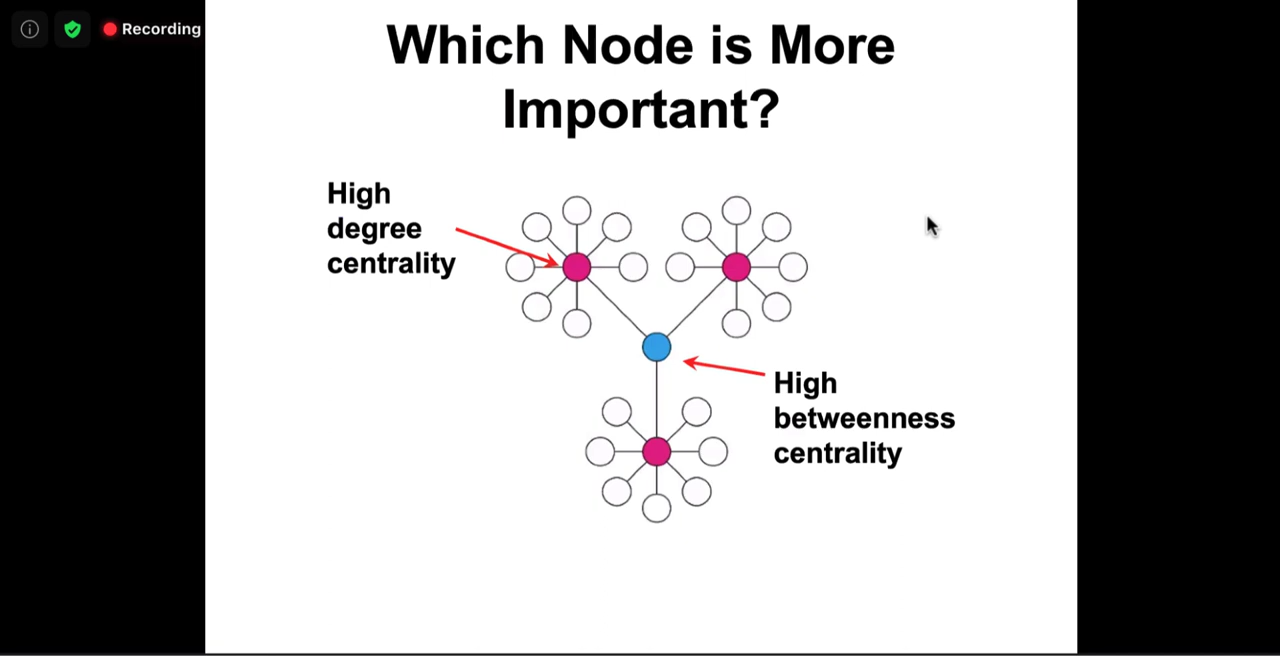 Recording
Which Node is More
Important?
High
degree
centrality
High
betweenness
centrality